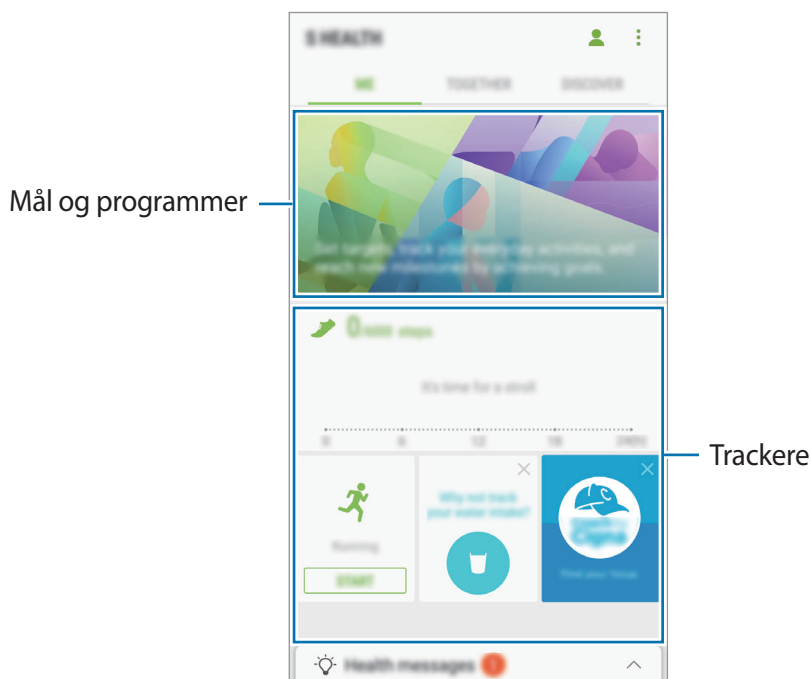 S HEALTH
ME
TOGETHER
DISCOVER
Mål og programmer
Set targets, track your everyday activities, and
reach new milestones by achieving goals.
0 /6000 steps
It's time for a stroll
0 6 12 18 24(h)
Trackere
Why not track
your water intake?
Running
START
Cigna
Find your focus
Health messages